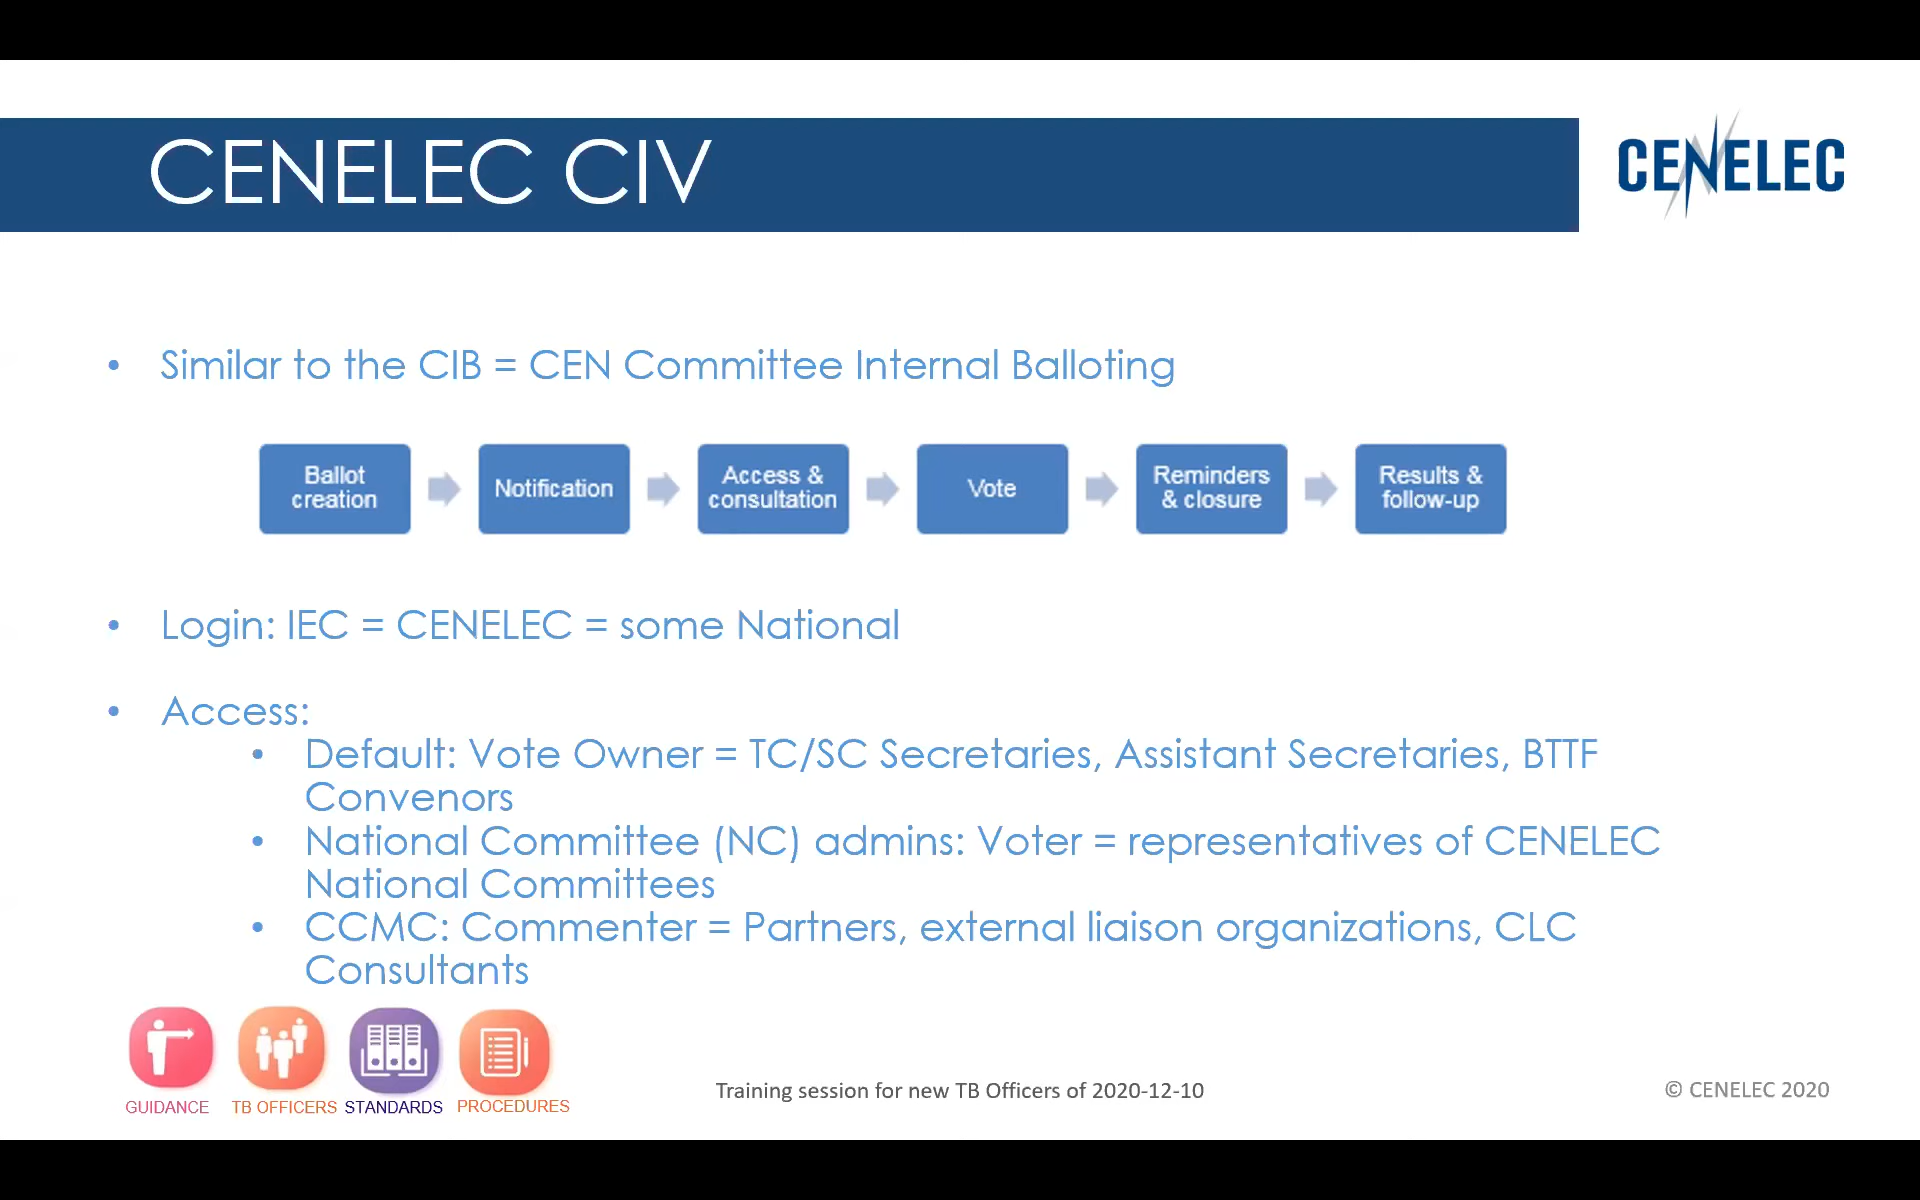 CENELEC CIV
CENELEC
• Similar to the CIB = CEN Committee Internal Balloting
Ballot
creation
Notification
Access &
consultation
Vote
Reminders
& closure
Results &
follow-up
• Login: IEC = CENELEC = some National
• Access:
• Default: Vote Owner = TC/SC Secretaries, Assistant Secretaries, BTTF
Convenors
• National Committee (NC) admins: Voter = representatives of CENELEC
National Committees
• CCMC: Commenter = Partners, external liaison organizations, CLC
Consultants
GUIDANCE
TB OFFICERS
STANDARDS
PROCEDURES
Training session for new TB Officers of 2020-12-10
© CENELEC 2020